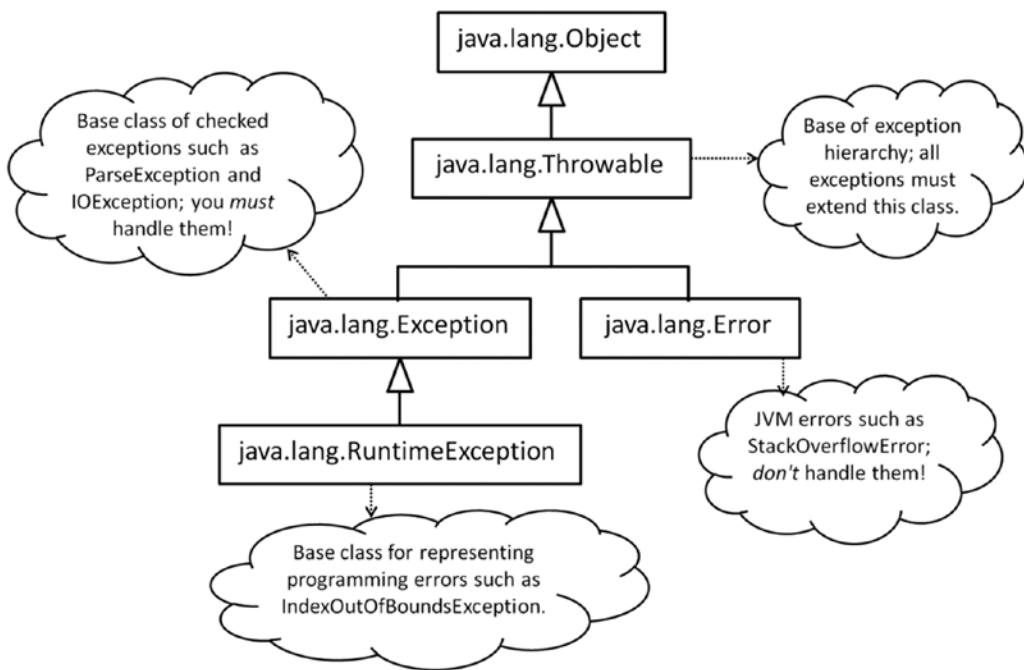 java.lang.Object
Base class of checked
exceptions such as
ParseException and
IOException; you must
handle them!
java.lang.Throwable
Base of exception
hierarchy; all
exceptions must
extend this class.
java.lang.Exception
java.lang.Error
java.lang.RuntimeException
JVM errors such as
StackOverflowError;
don't handle them!
Base class for representing
programming errors such as
IndexOutOfBoundsException.